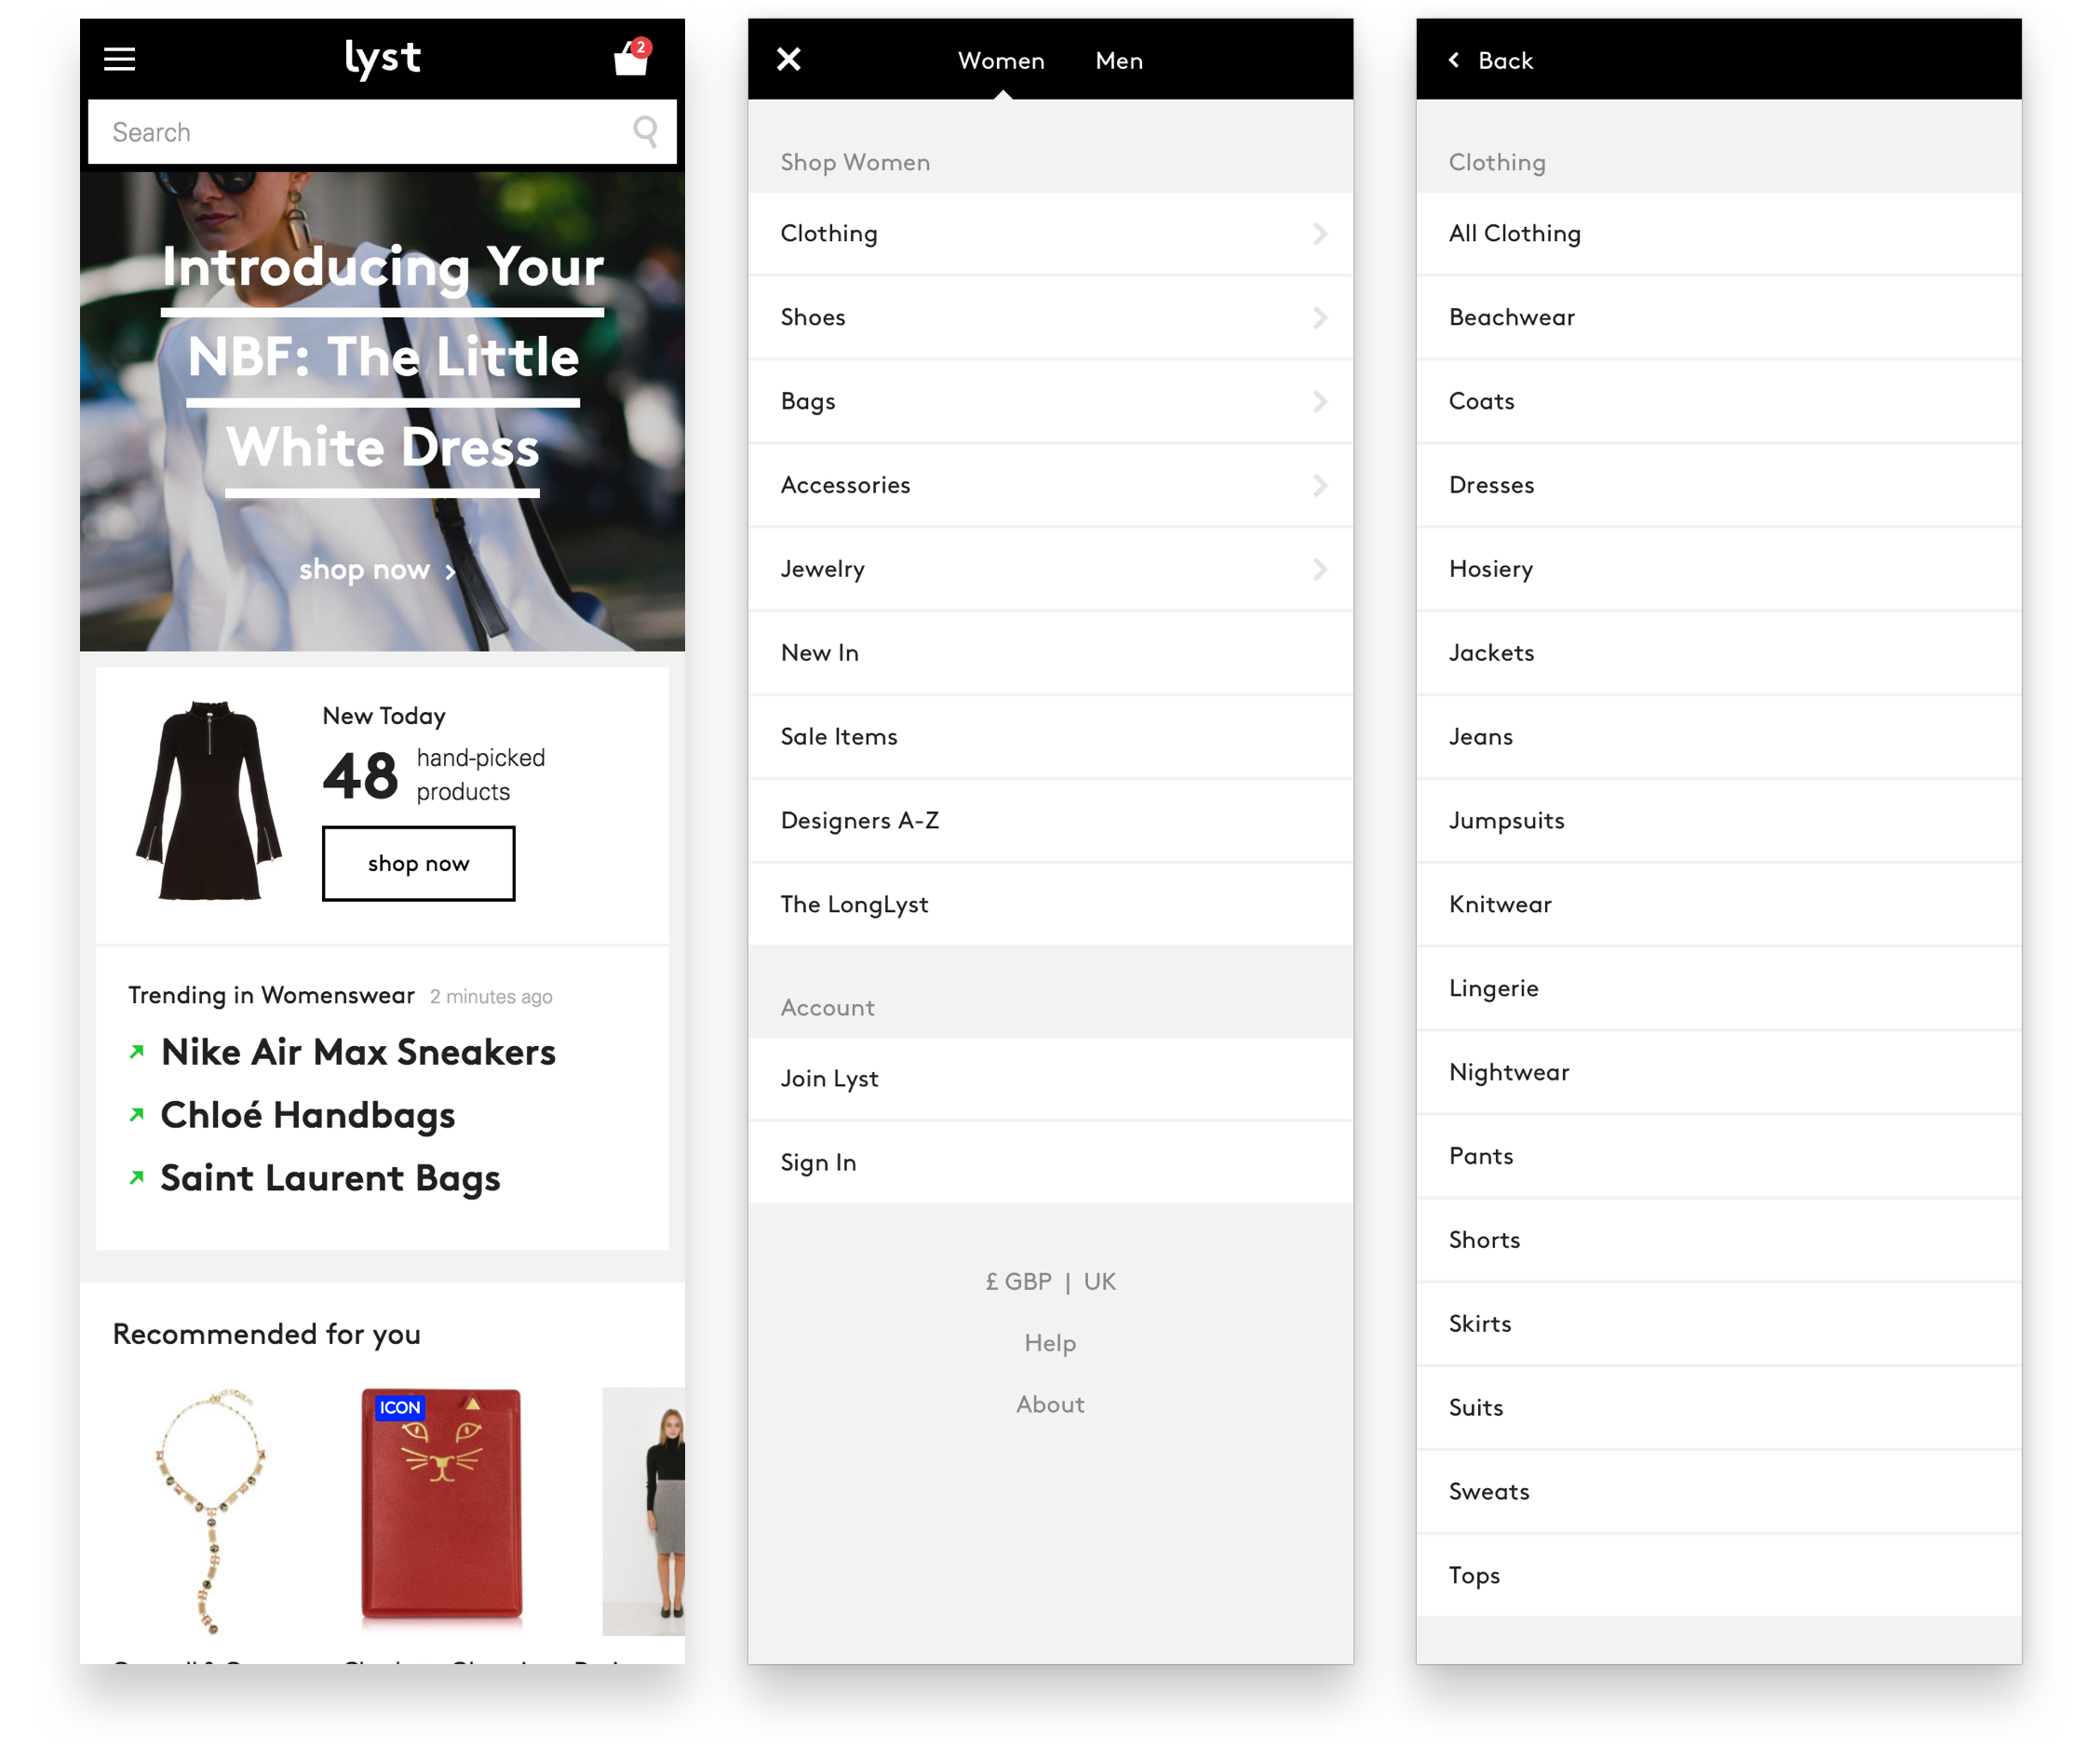 lyst
2
Search
Introducing Your
NBF: The Little
White Dress
shop now
New Today
48 hand-picked
products
shop now
Trending in Womenswear 2 minutes ago
Nike Air Max Sneakers
Chloé Handbags
Saint Laurent Bags
Recommended for you
ICON
Women Men
Shop Women
Clothing
Shoes
Bags
Accessories
Jewelry
New In
Sale Items
Designers A-Z
The LongLyst
Account
Join Lyst
Sign In
£ GBP | UK
Help
About
Back
Clothing
All Clothing
Beachwear
Coats
Dresses
Hosiery
Jackets
Jeans
Jumpsuits
Knitwear
Lingerie
Nightwear
Pants
Shorts
Skirts
Suits
Sweats
Tops